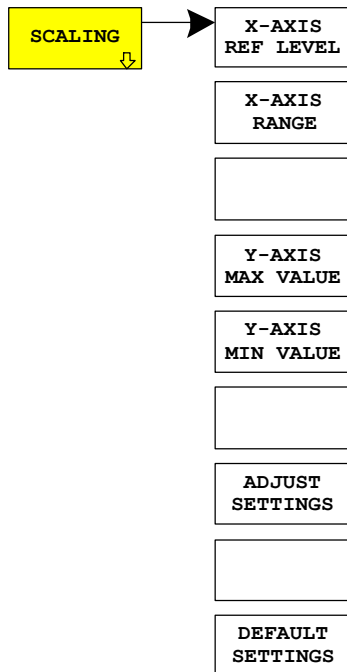 SCALING
X-AXIS
REF LEVEL
X-AXIS
RANGE
Y-AXIS
MAX VALUE
Y-AXIS
MIN VALUE
ADJUST
SETTINGS
DEFAULT
SETTINGS